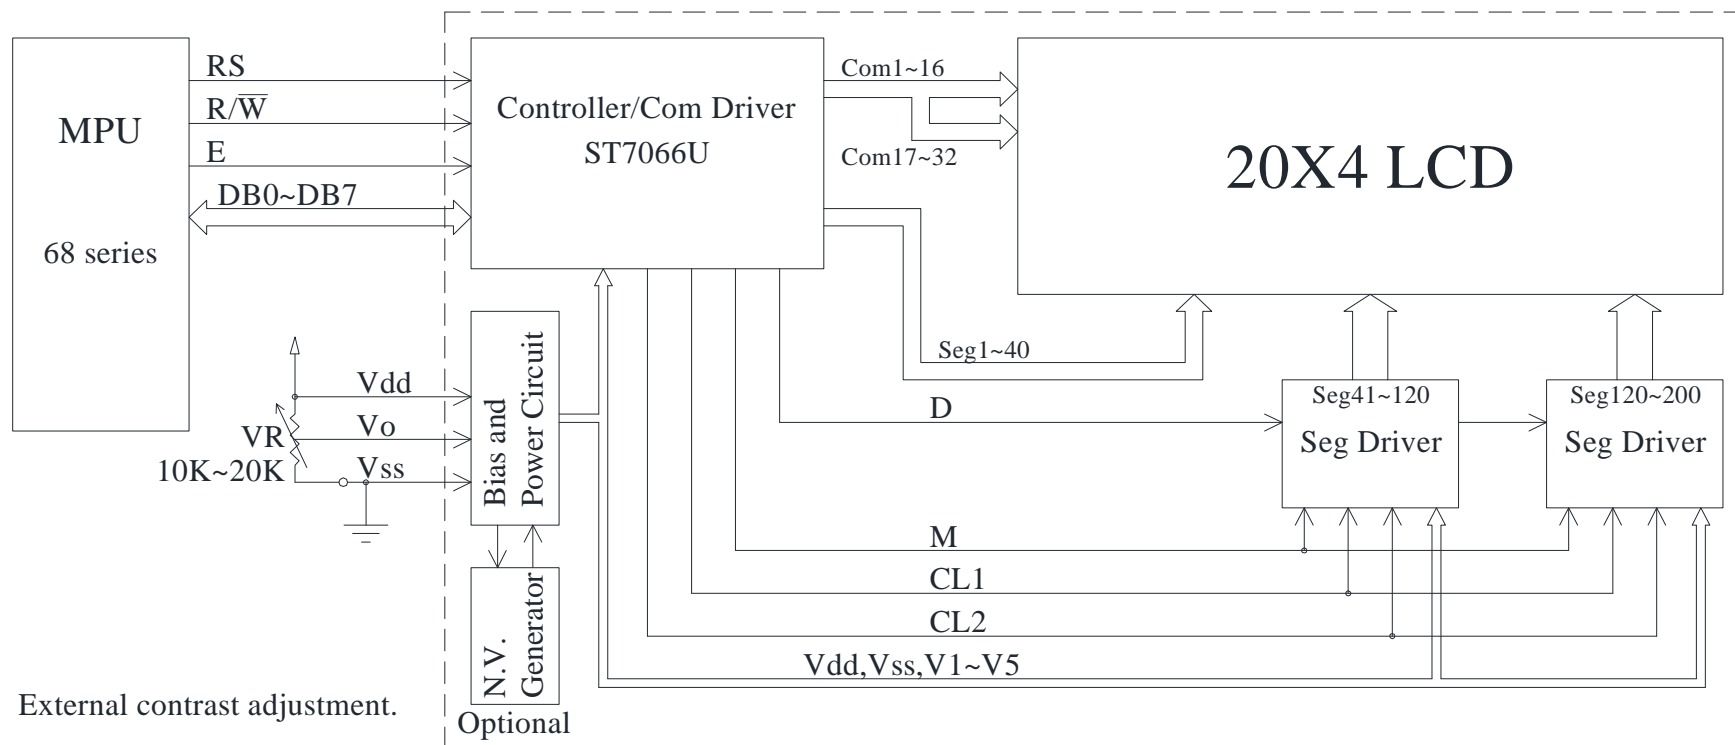 MPU
68 series
RS
R/W̅
E
DB0~DB7
Controller/Com Driver
ST7066U
Com1~16
Com17~32
20X4 LCD
Seg1~40
Vdd
Vo
Vss
VR
10K~20K
Bias and
Power Circuit
D
Seg41~120
Seg Driver
Seg120~200
Seg Driver
M
CL1
CL2
Vdd,Vss,V1~V5
N.V.
Generator
Optional
External contrast adjustment.